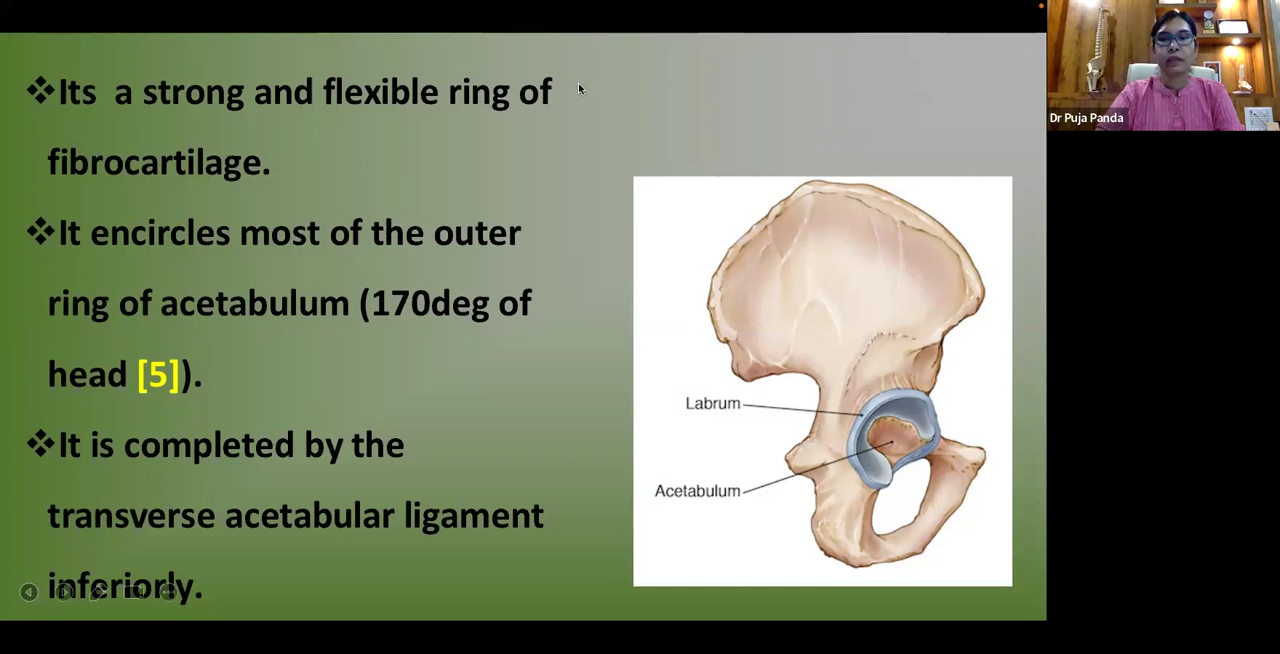 ❖Its a strong and flexible ring of
fibrocartilage.
❖It encircles most of the outer
ring of acetabulum (170deg of
head [5]).
❖It is completed by the
transverse acetabular ligament
inferiorly.
Labrum
Acetabulum
Dr Puja Panda